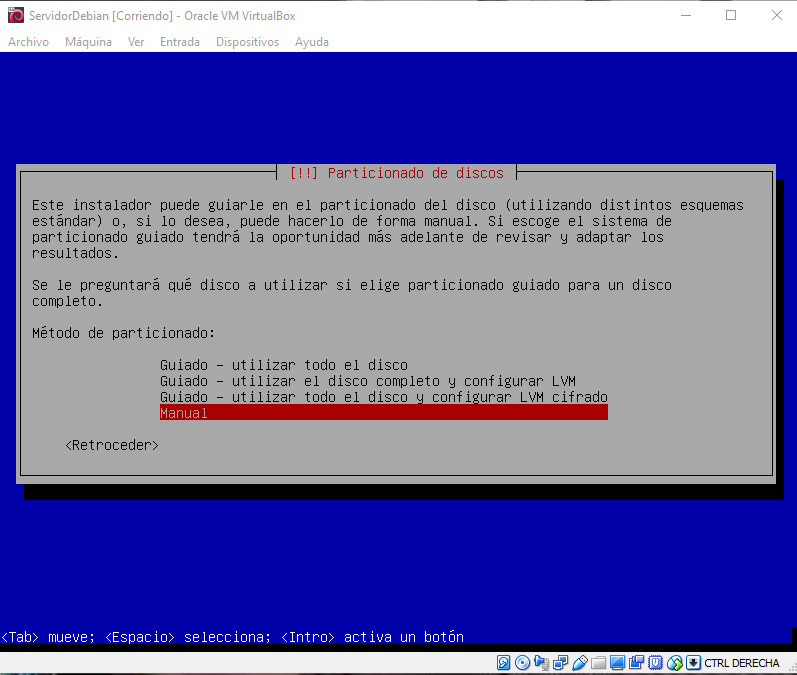 ServidorDebian [Corriendo] - Oracle VM VirtualBox
Archivo Máquina Ver Entrada Dispositivos Ayuda
[!!] Particionado de discos
Este instalador puede guiarle en el particionado del disco (utilizando distintos esquemas
estándar) o, si lo desea, puede hacerlo de forma manual. Si escoge el sistema de
particionado guiado tendrá la oportunidad más adelante de revisar y adaptar los
resultados.
Se le preguntará qué disco a utilizar si elige particionado guiado para un disco
completo.
Método de particionado:
Guiado - utilizar todo el disco
Guiado - utilizar el disco completo y configurar LVM
Guiado - utilizar todo el disco y configurar LVM cifrado
Manual
<Retroceder>
<Tab> mueve; <Espacio> selecciona; <Intro> activa un botón
CTRL DERECHA